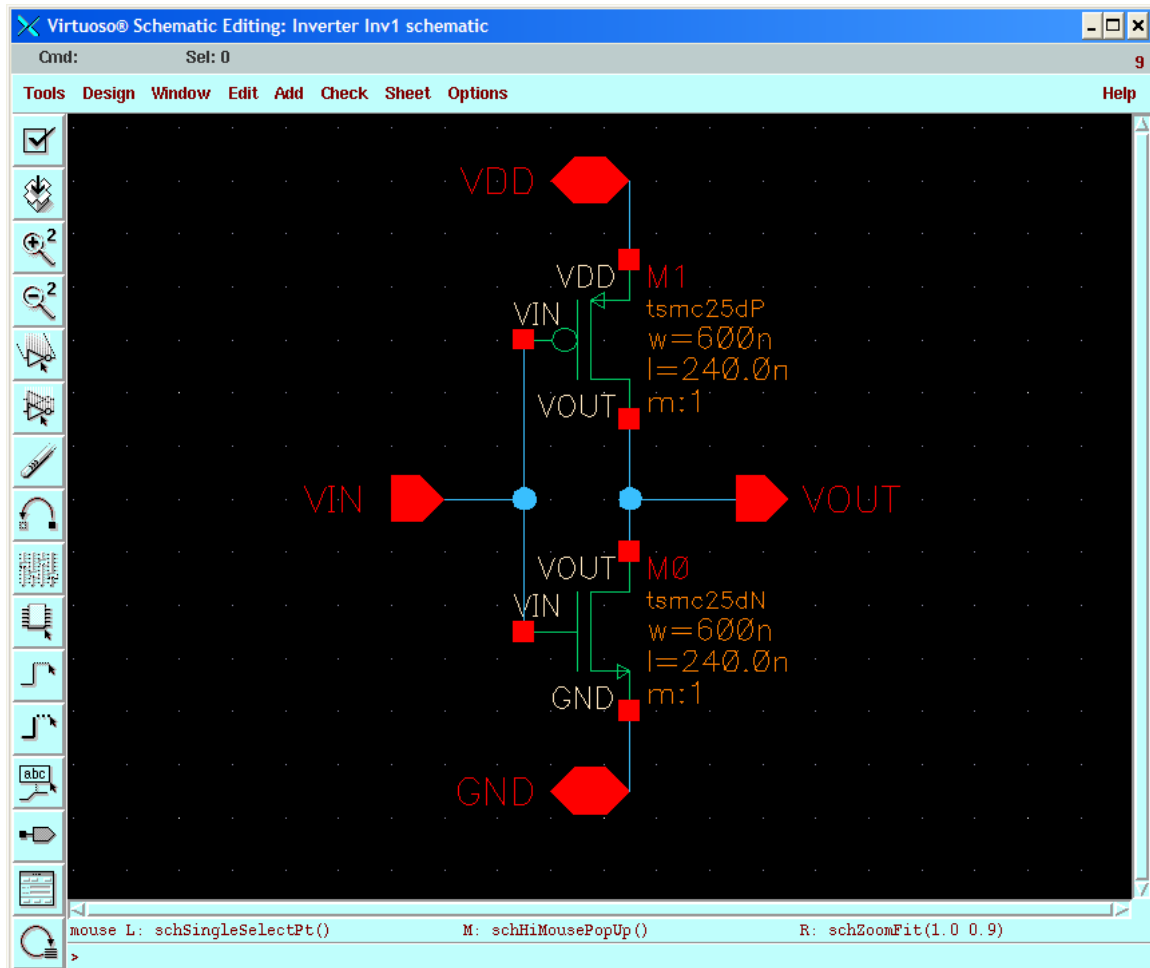 Virtuoso® Schematic Editing: Inverter Inv1 schematic
Cmd: Sel: 0
9
Tools Design Window Edit Add Check Sheet Options Help
2
2
abc
VDD
VDD M1
VIN tsmc25dP
w=600n
l=240.0n
VOUT m:1
VIN VOUT
VOUT M0
VIN tsmc25dN
w=600n
l=240.0n
GND m:1
GND
mouse L: schSingleSelectPt() M: schHiMousePopUp() R: schZoomFit(1.0 0.9)
>